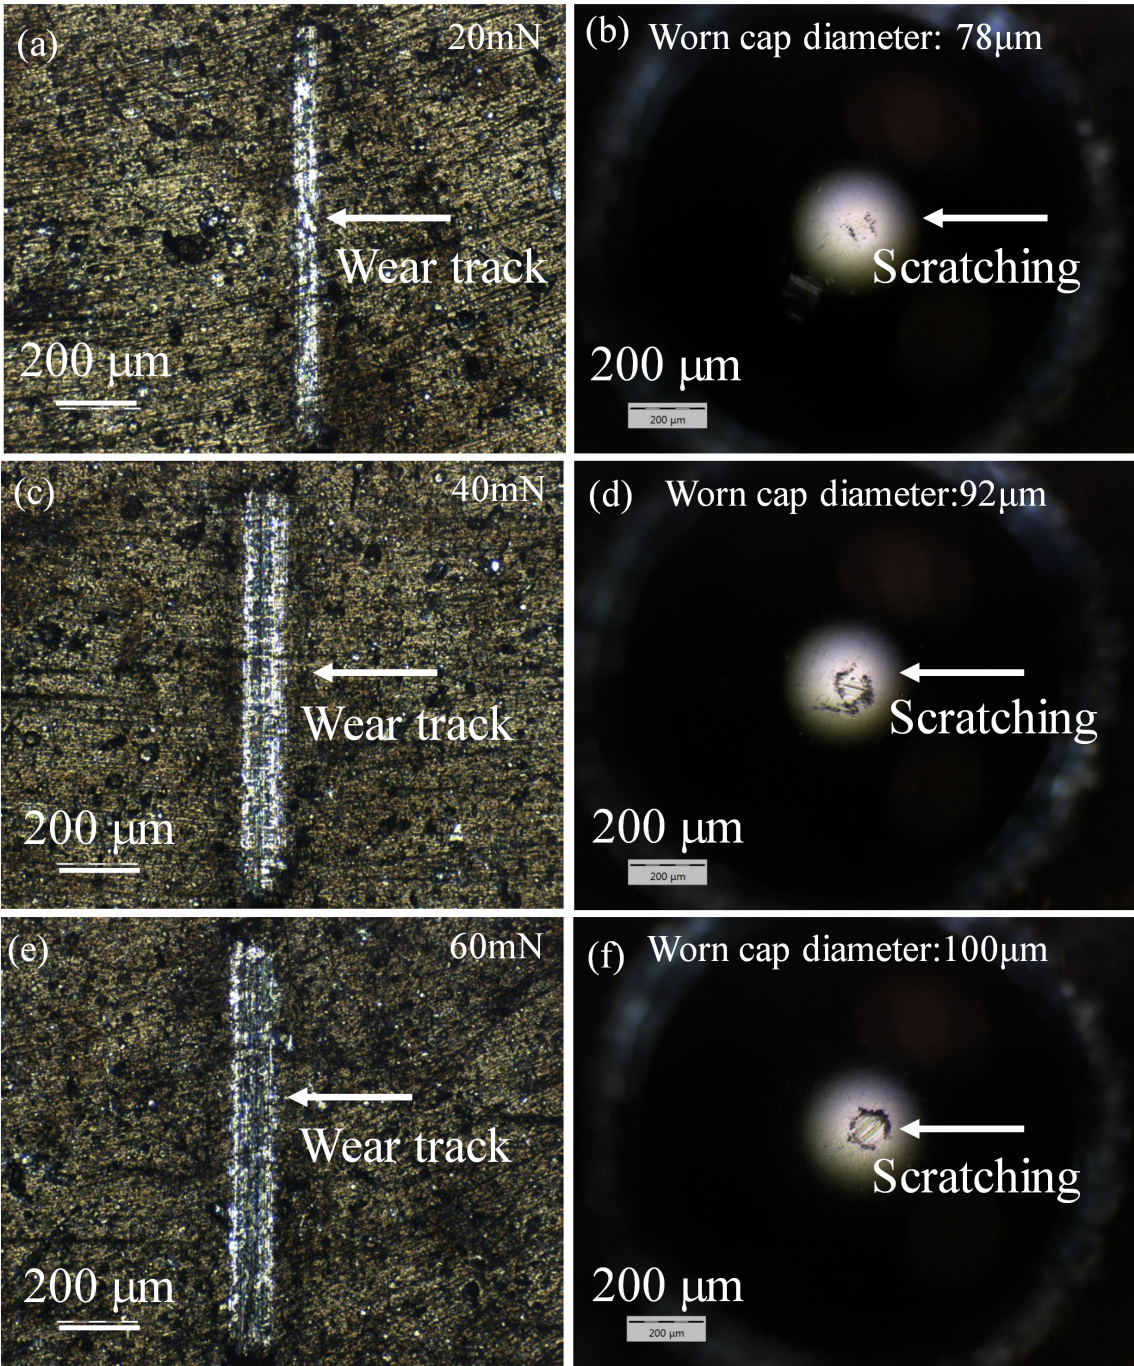 (a)
20mN
Wear track
200 μm
(b)
Worn cap diameter: 78μm
Scratching
200 μm
200 μm
(c)
40mN
Wear track
200 μm
(d)
Worn cap diameter:92μm
Scratching
200 μm
200 μm
(e)
60mN
Wear track
200 μm
(f)
Worn cap diameter:100μm
Scratching
200 μm
200 μm